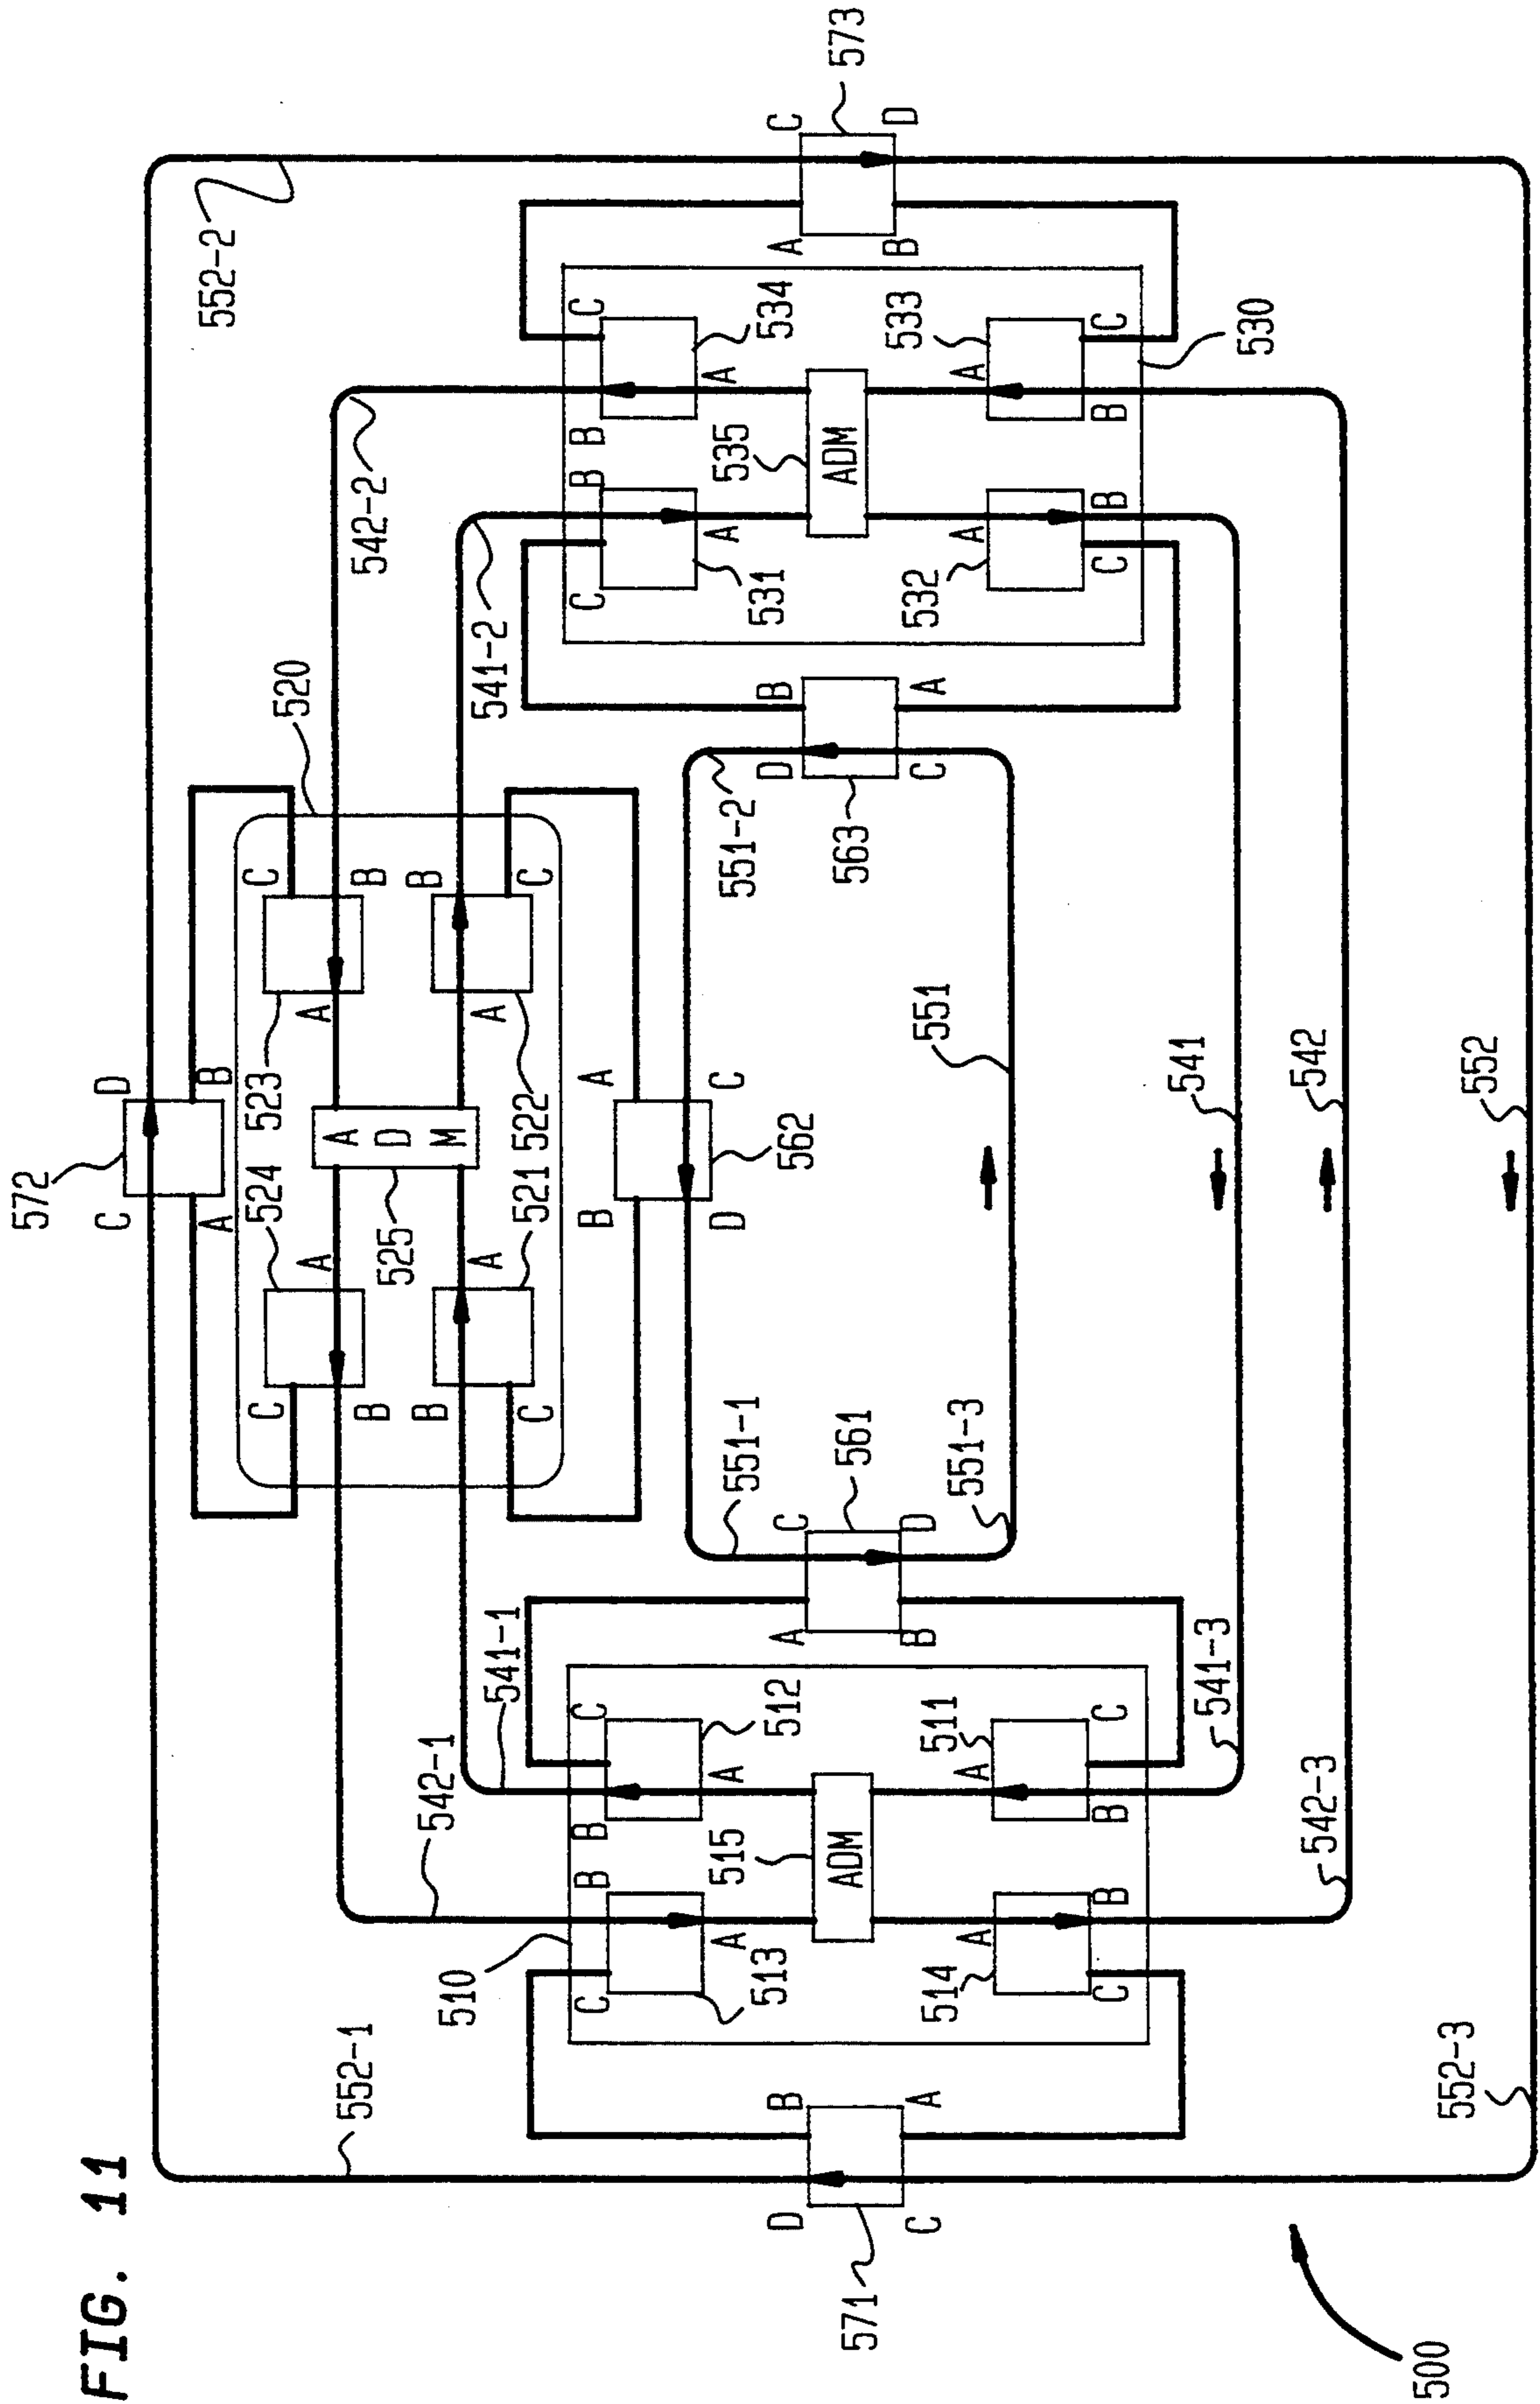 FIG. 11
572
C
D
A
B
524
523
C
A
A
C
B
B
520
525
A D M
B
B
C
A
A
C
521
522
B
A
D
C
562
552-1
552-2
542-1
542-2
541-1
541-2
510
513
C
B
A
512
B
C
A
515
ADM
514
A
C
B
511
A
B
C
571
D
B
C
A
561
A
C
B
D
551-1
551-2
551-3
551
563
D
B
C
A
531
C
B
A
534
B
C
A
535
ADM
532
A
C
B
533
A
B
C
530
573
A
C
B
D
541-3
541
542-3
542
552-3
552
500